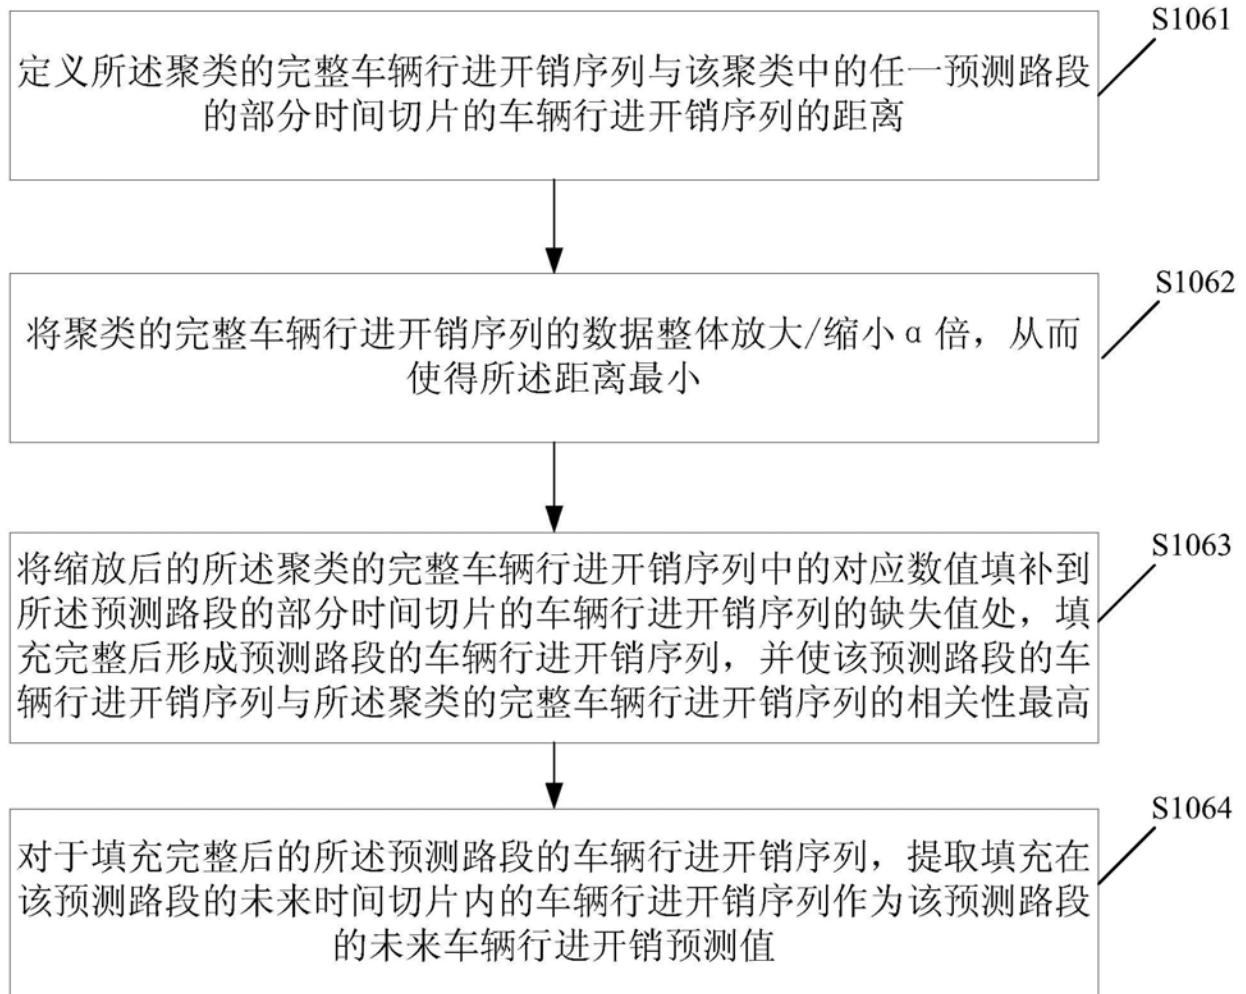 S1061
定义所述聚类的完整车辆行进开销序列与该聚类中的任一预测路段
的部分时间切片的车辆行进开销序列的距离
S1062
将聚类的完整车辆行进开销序列的数据整体放大/缩小α倍，从而
使得所述距离最小
S1063
将缩放后的所述聚类的完整车辆行进开销序列中的对应数值填补到
所述预测路段的部分时间切片的车辆行进开销序列的缺失值处，填
充完整后形成预测路段的车辆行进开销序列，并使该预测路段的车
辆行进开销序列与所述聚类的完整车辆行进开销序列的相关性最高
S1064
对于填充完整后的所述预测路段的车辆行进开销序列，提取填充在
该预测路段的未来时间切片内的车辆行进开销序列作为该预测路段
的未来车辆行进开销预测值